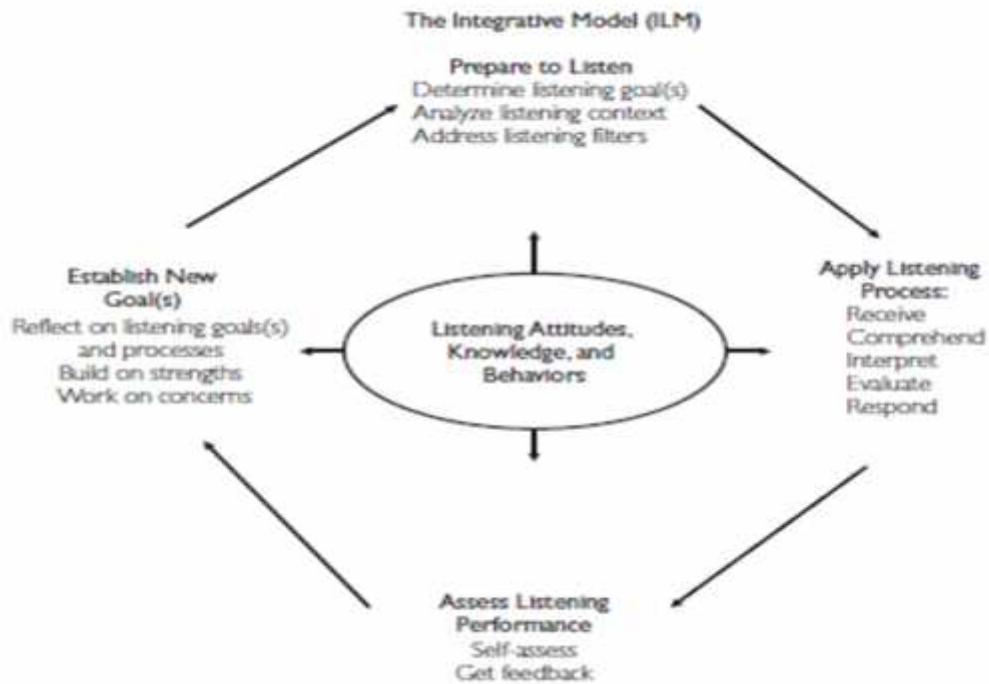 The Integrative Model (ILM)
Prepare to Listen
Determine listening goal(s)
Analyze listening context
Address listening filters
Apply Listening
Process:
Receive
Comprehend
Interpret
Evaluate
Respond
Assess Listening
Performance
Self-assess
Get feedback
Establish New
Goal(s)
Reflect on listening goals(s)
and processes
Build on strengths
Work on concerns
Listening Attitudes,
Knowledge, and
Behaviors